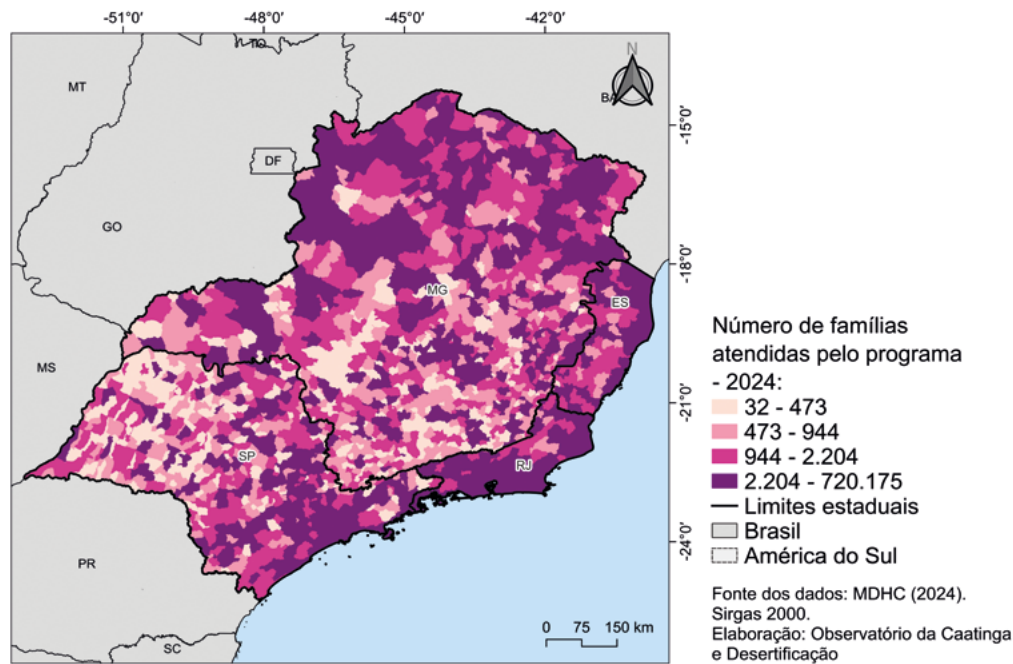 -51°0′ -48°0′ -45°0′ -42°0′
TO
MT
N
BA
-15°0′
DF
GO
-18°0′
MG
ES
MS
-21°0′
SP
RJ
-24°0′
PR
0 75 150 km
SC
Número de famílias
atendidas pelo programa
- 2024:
32 - 473
473 - 944
944 - 2.204
2.204 - 720.175
Limites estaduais
Brasil
América do Sul
Fonte dos dados: MDHC (2024).
Sirgas 2000.
Elaboração: Observatório da Caatinga
e Desertificação